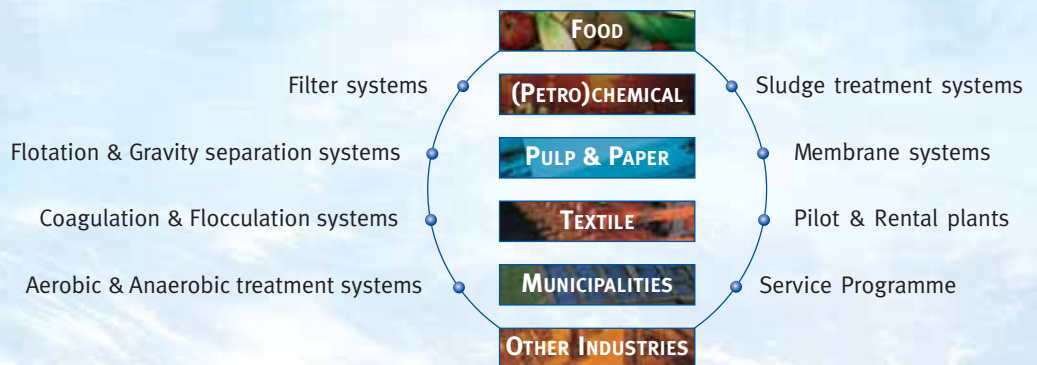 FOOD
Filter systems
(PETRO)CHEMICAL
Sludge treatment systems
Flotation & Gravity separation systems
PULP & PAPER
Membrane systems
Coagulation & Flocculation systems
TEXTILE
Pilot & Rental plants
Aerobic & Anaerobic treatment systems
MUNICIPALITIES
Service Programme
OTHER INDUSTRIES